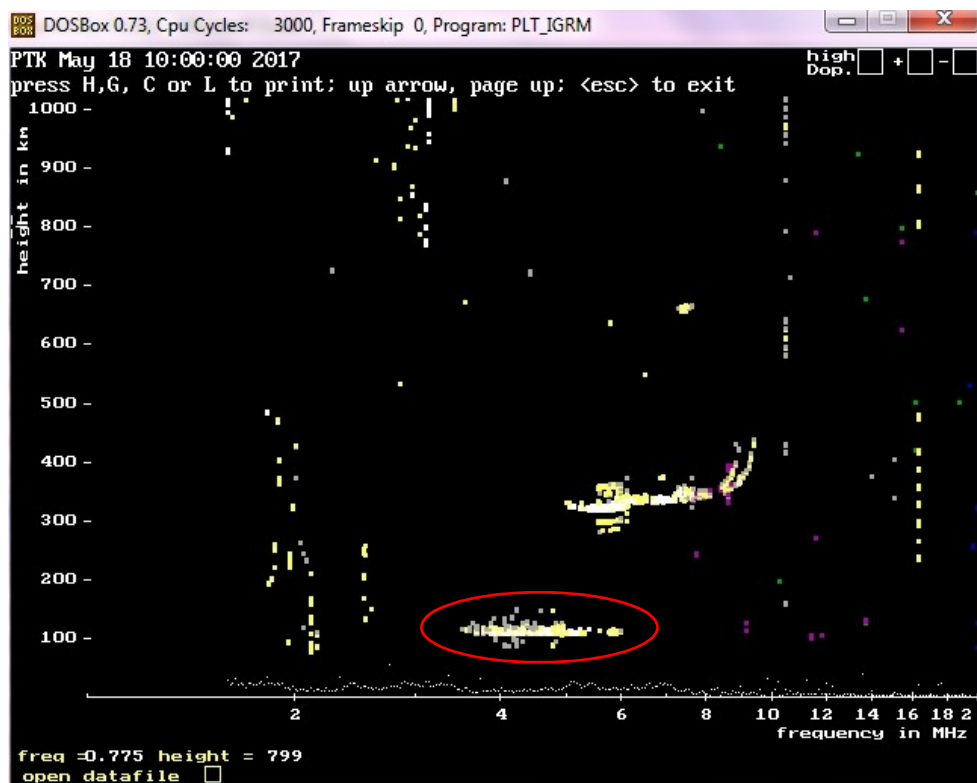 DOS BOX DOSBox 0.73, Cpu Cycles: 3000, Frameskip 0, Program: PLT_IGRM
PTK May 18 10:00:00 2017
high Dop. + -
press H,G, C or L to print; up arrow, page up; <esc> to exit
height in km
1000 -
900 -
800 -
700 -
600 -
500 -
400 -
300 -
200 -
100 -
2 4 6 8 10 12 14 16 18 2
frequency in MHz
freq =0.775 height = 799
open datafile